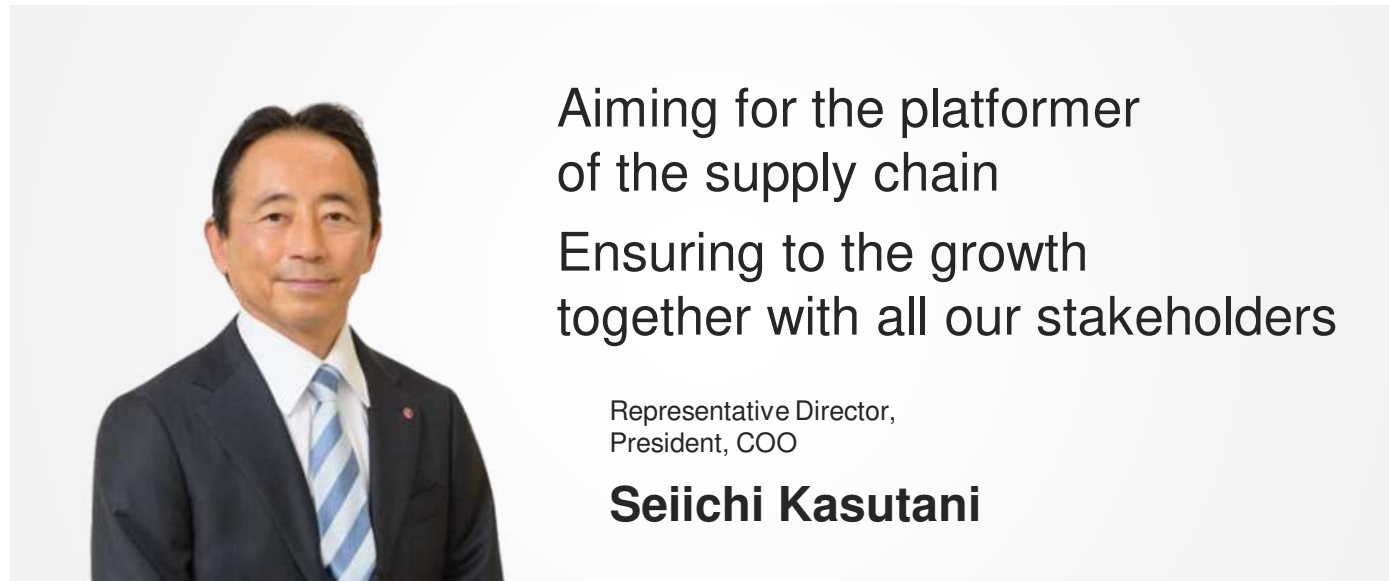 Aiming for the platformer
of the supply chain
Ensuring to the growth
together with all our stakeholders
Representative Director,
President, COO
Seiichi Kasutani